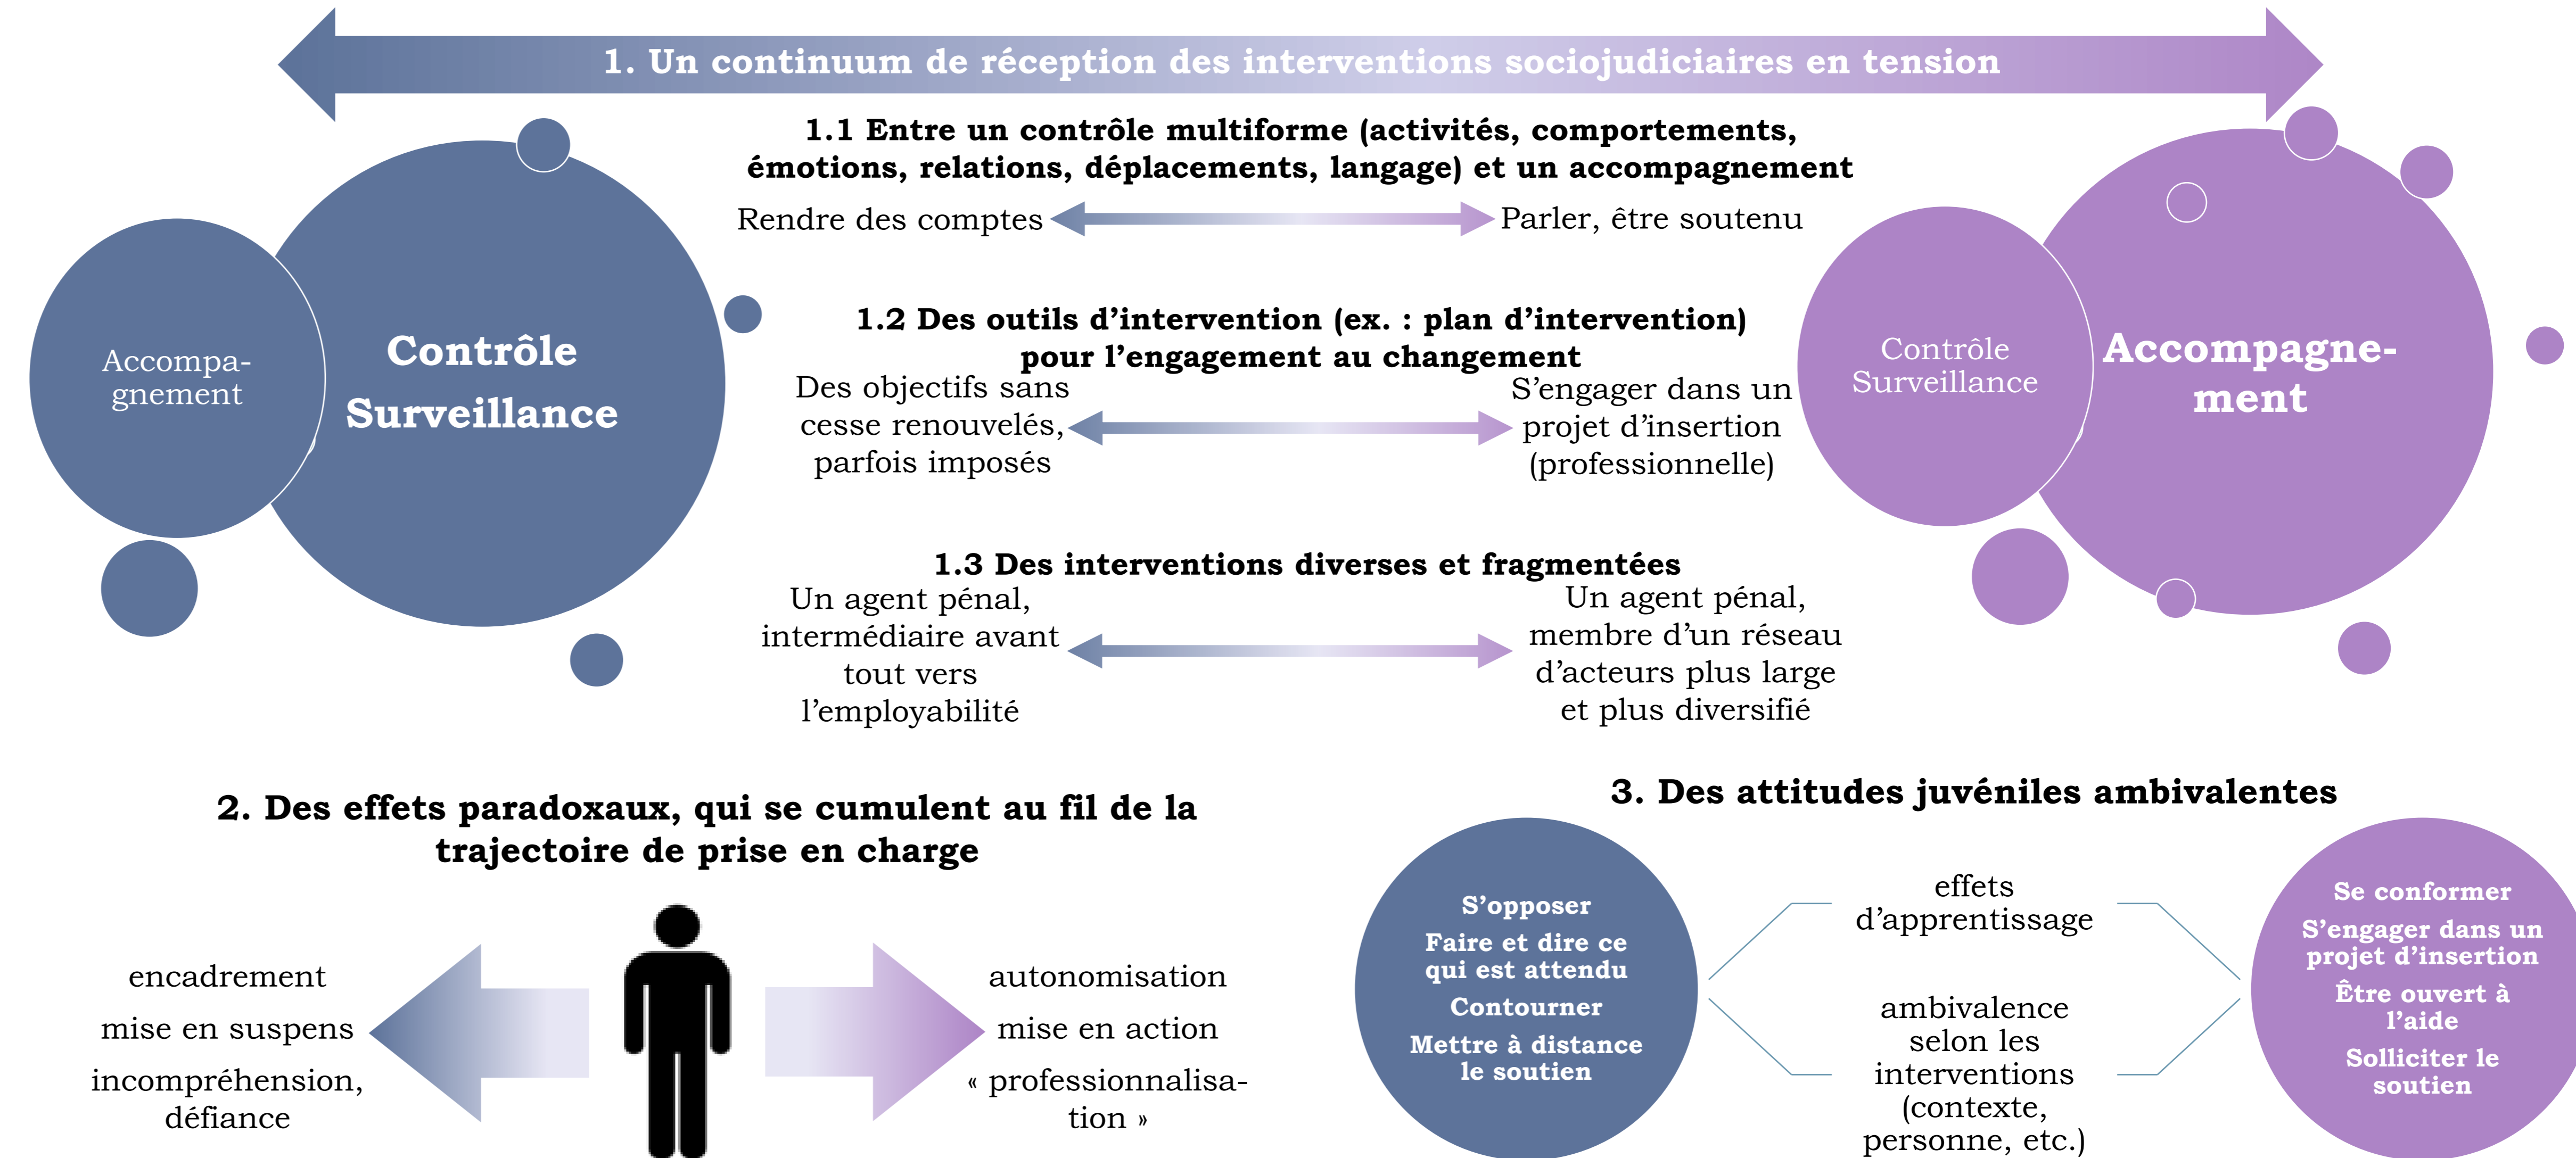 1. Un continuum de réception des interventions sociojudiciaires en tension
1.1 Entre un contrôle multiforme (activités, comportements,
émotions, relations, déplacements, langage) et un accompagnement
Rendre des comptes
Parler, être soutenu
Accompa-
gnement
Contrôle
Surveillance
1.2 Des outils d’intervention (ex. : plan d’intervention)
pour l’engagement au changement
Des objectifs sans
cesse renouvelés,
parfois imposés
S’engager dans un
projet d’insertion
(professionnelle)
Contrôle
Surveillance
Accompagne-
ment
1.3 Des interventions diverses et fragmentées
Un agent pénal,
intermédiaire avant
tout vers
l’employabilité
Un agent pénal,
membre d’un réseau
d’acteurs plus large
et plus diversifié
2. Des effets paradoxaux, qui se cumulent au fil de la
trajectoire de prise en charge
encadrement
mise en suspens
incompréhension,
défiance
autonomisation
mise en action
« professionnalisa-
tion »
3. Des attitudes juvéniles ambivalentes
S’opposer
Faire et dire ce
qui est attendu
Contourner
Mettre à distance
le soutien
effets
d’apprentissage
ambivalence
selon les
interventions
(contexte,
personne, etc.)
Se conformer
S’engager dans un
projet d’insertion
Être ouvert à
l’aide
Solliciter le
soutien